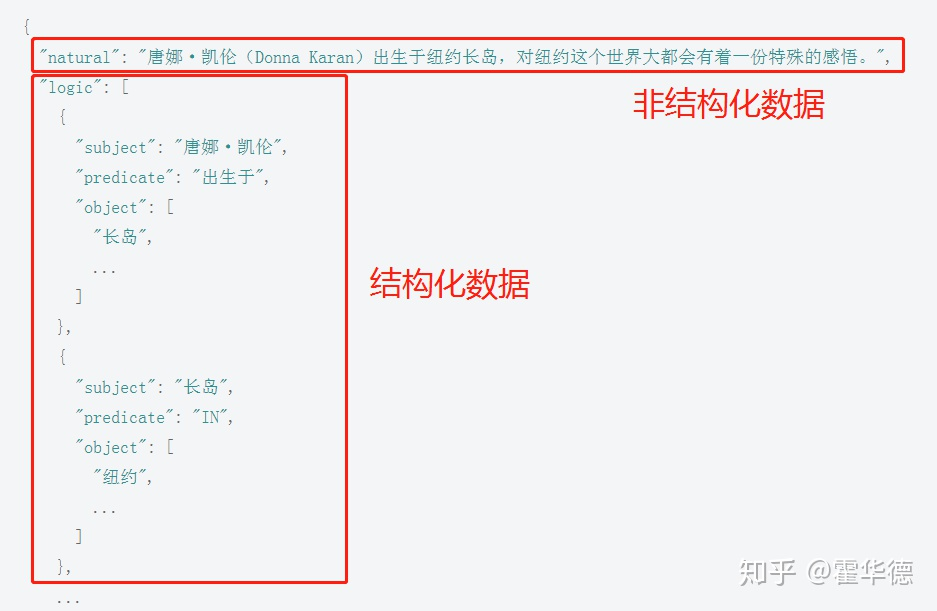 {
"natural": "唐娜·凯伦（Donna Karan）出生于纽约长岛，对纽约这个世界大都会有着一份特殊的感悟。",
"logic": [
非结构化数据
{
"subject": "唐娜·凯伦",
"predicate": "出生于",
"object": [
"长岛",
...
结构化数据
]
},
{
"subject": "长岛",
"predicate": "IN",
"object": [
"纽约",
...
]
},
知乎 @霍华德
...